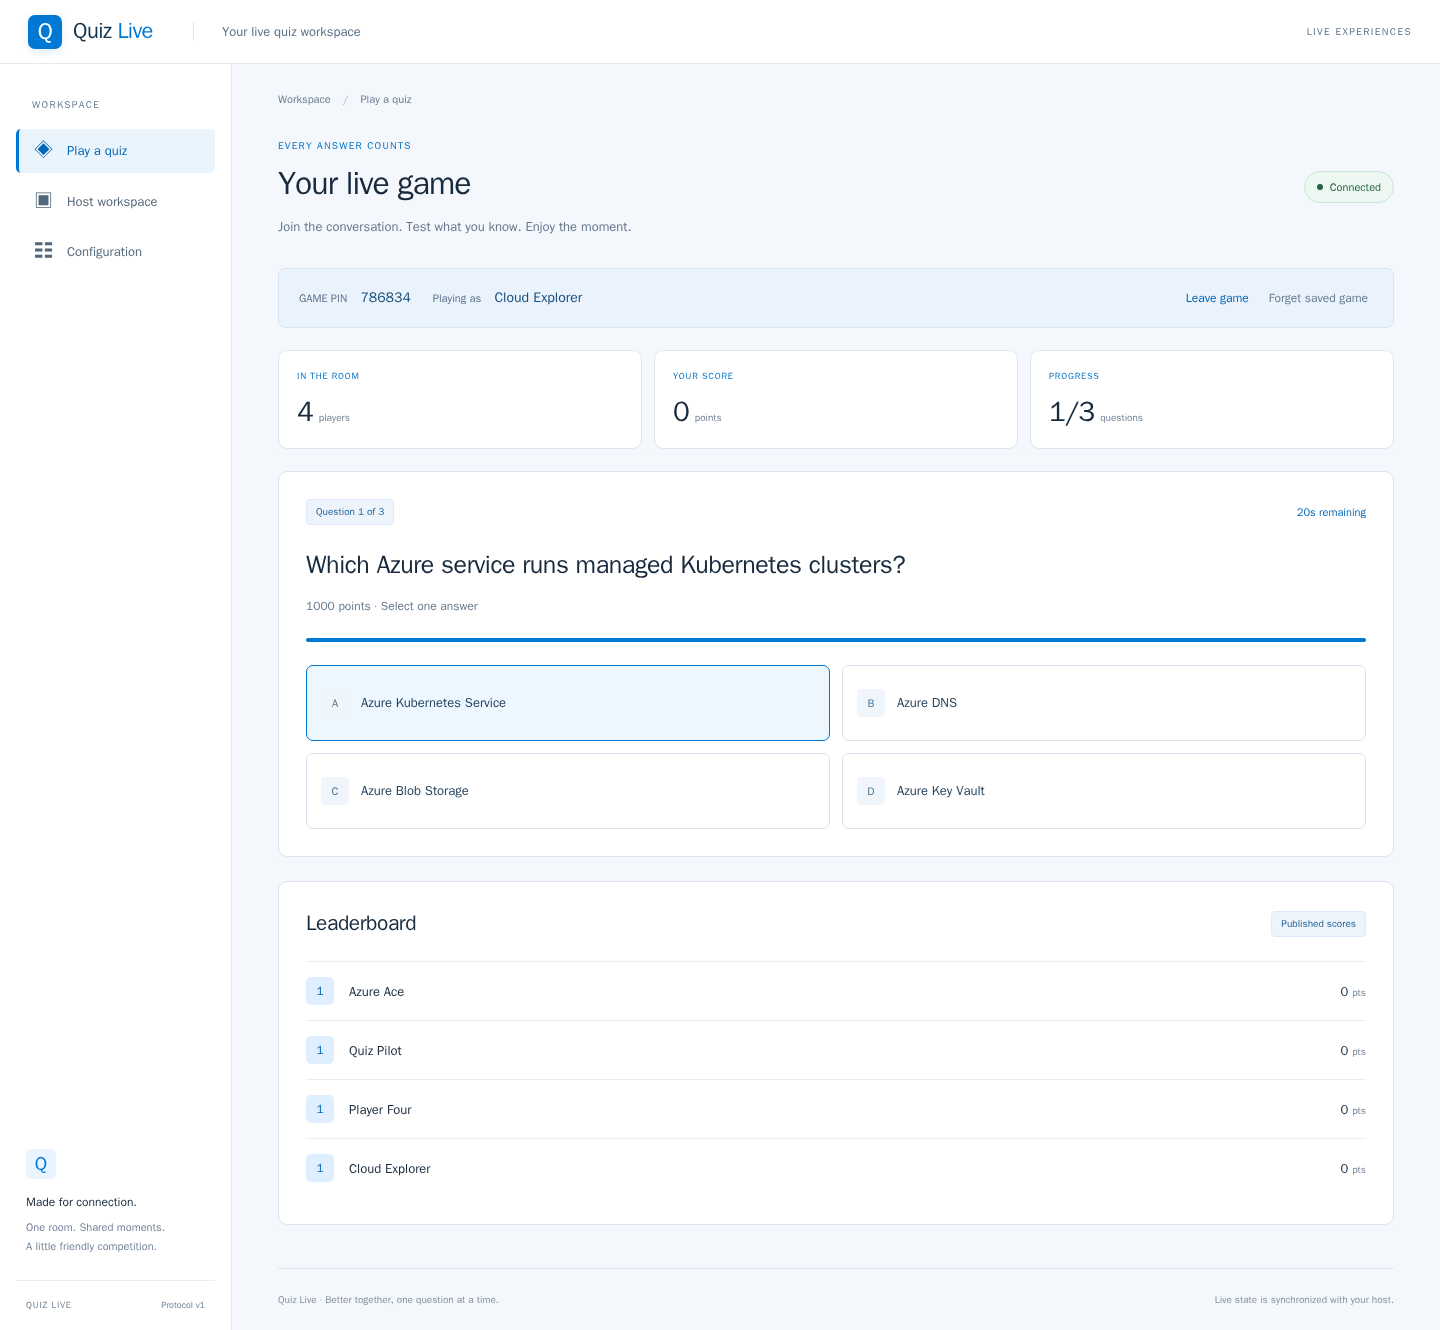 Q Quiz Live
Your live quiz workspace
LIVE EXPERIENCES
WORKSPACE
Play a quiz
Host workspace
Configuration
Workspace / Play a quiz
EVERY ANSWER COUNTS
Your live game
Connected
Join the conversation. Test what you know. Enjoy the moment.
GAME PIN 786834 Playing as Cloud Explorer
Leave game Forget saved game
IN THE ROOM
4 players
YOUR SCORE
0 points
PROGRESS
1/3 questions
Question 1 of 3
20s remaining
Which Azure service runs managed Kubernetes clusters?
1000 points · Select one answer
A Azure Kubernetes Service
B Azure DNS
C Azure Blob Storage
D Azure Key Vault
Leaderboard
Published scores
1 Azure Ace 0 pts
1 Quiz Pilot 0 pts
1 Player Four 0 pts
1 Cloud Explorer 0 pts
Q
Made for connection.
One room. Shared moments.
A little friendly competition.
QUIZ LIVE Protocol v1
Quiz Live · Better together, one question at a time.
Live state is synchronized with your host.